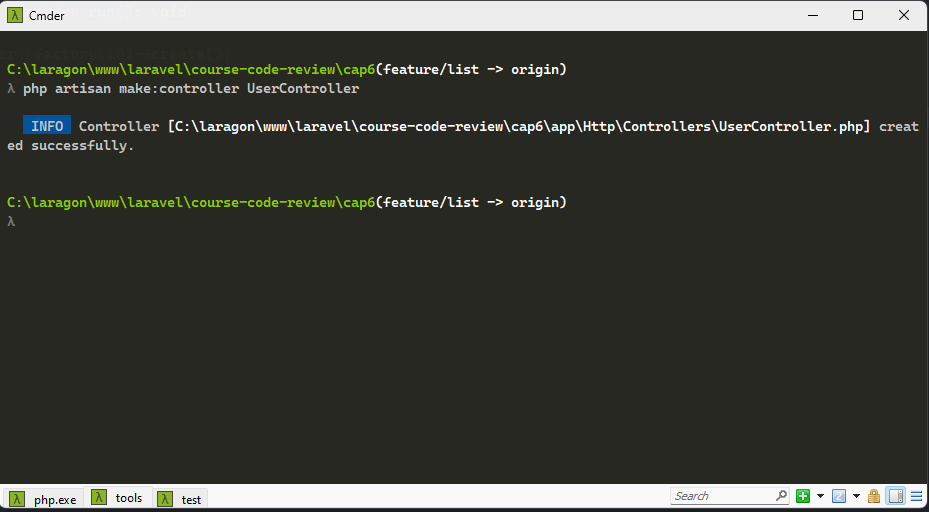 Cmder
C:\laragon\www\laravel\course-code-review\cap6(feature/list -> origin)
λ php artisan make:controller UserController
INFO Controller [C:\laragon\www\laravel\course-code-review\cap6\app\Http\Controllers\UserController.php] creat
ed successfully.
C:\laragon\www\laravel\course-code-review\cap6(feature/list -> origin)
λ
λ php.exe λ tools λ test Search